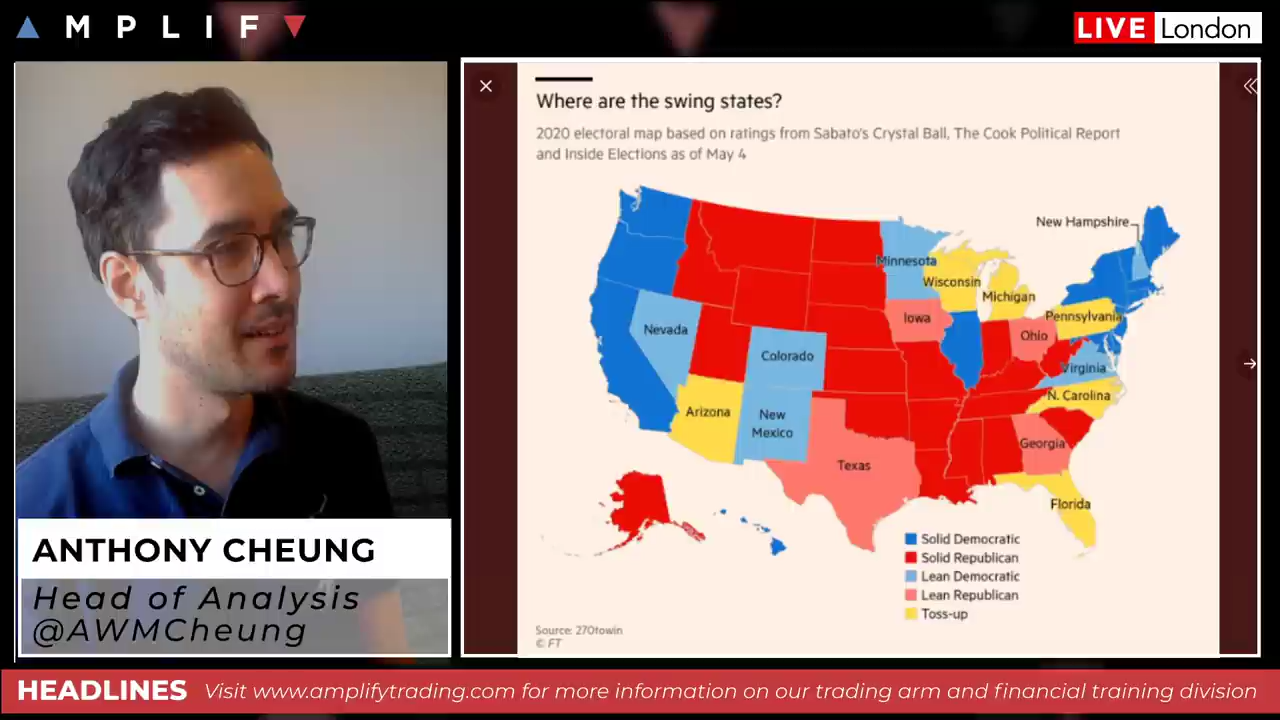 AMPLIFY
LIVE London
Where are the swing states?
2020 electoral map based on ratings from Sabato's Crystal Ball, The Cook Political Report
and Inside Elections as of May 4
New Hampshire
Minnesota
Wisconsin
Michigan
Iowa
Pennsylvania
Nevada
Ohio
Colorado
Virginia
N. Carolina
Arizona
New
Mexico
Georgia
Texas
Florida
Solid Democratic
Solid Republican
Lean Democratic
Lean Republican
Toss-up
Source: 270towin
© FT
ANTHONY CHEUNG
Head of Analysis
@AWMCheung
HEADLINES Visit www.amplifytrading.com for more information on our trading arm and financial training division